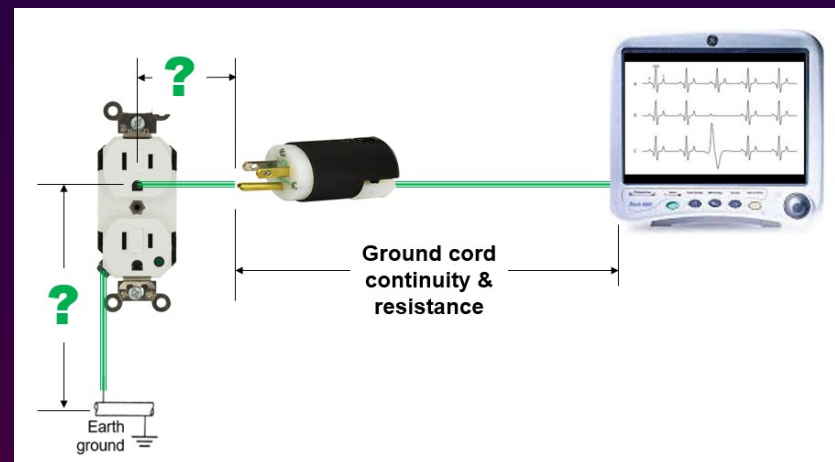 ?
Ground cord
continuity &
resistance
?
Earth
ground